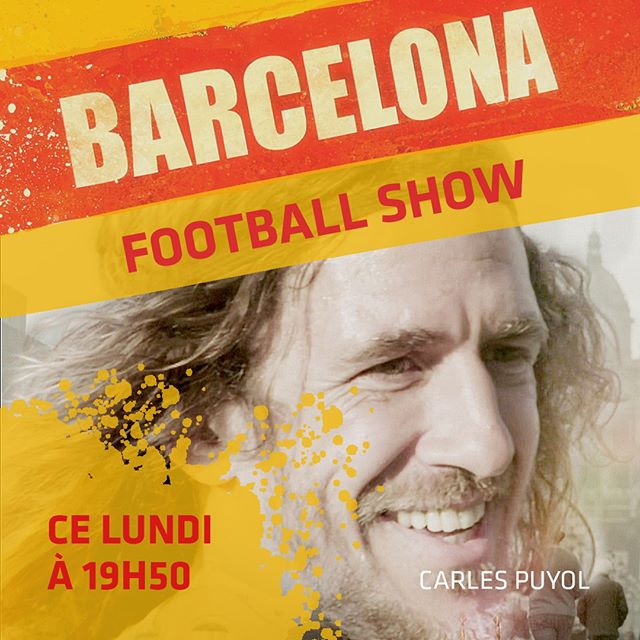 BARCELONA
FOOTBALL SHOW
CE LUNDI
À 19H50
CARLES PUYOL